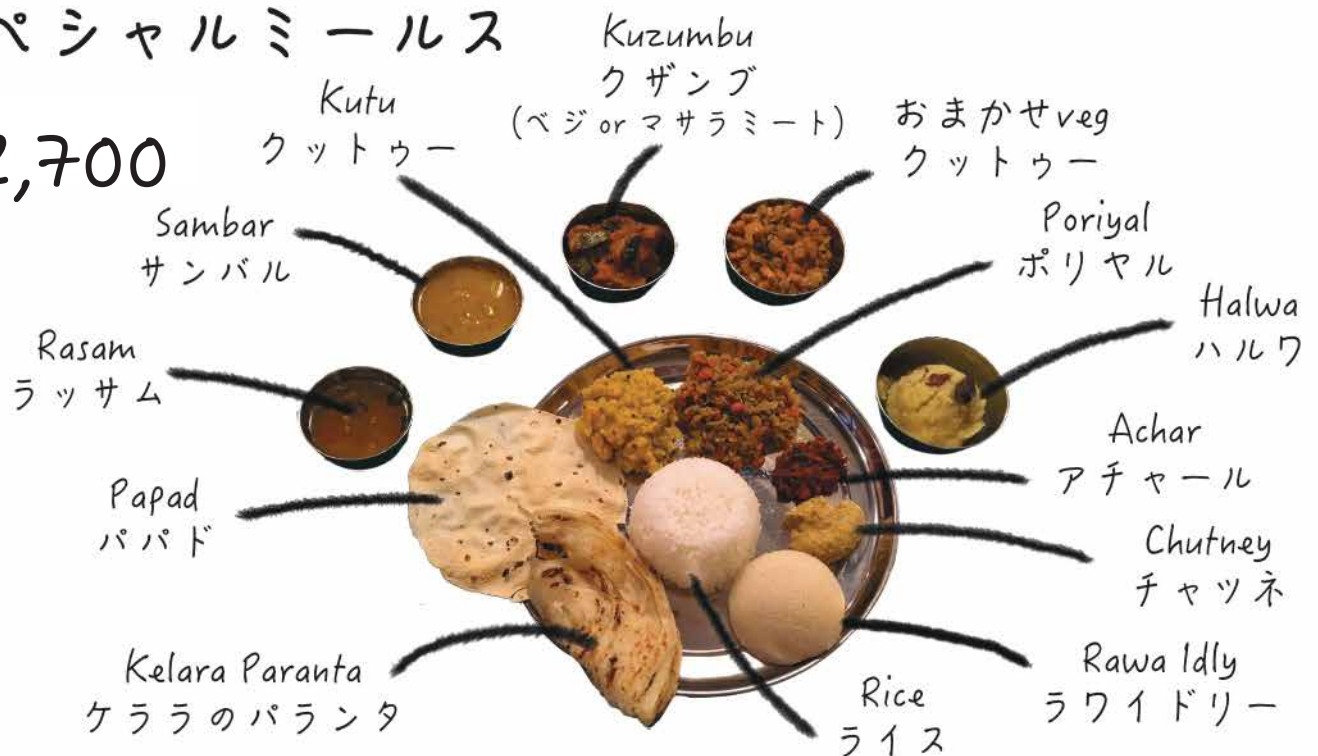 ペシャルミールス
2,700
Kuzumbu
クザンブ
(ベジorマサラミート)
Kutu
クットゥー
おまかせveg
クットゥー
Sambar
サンバル
Poriyal
ポリヤル
Halwa
ハルワ
Rasam
ラッサム
Achar
アチャール
Papad
パパド
Chutney
チャツネ
Kelara Paranta
ケララのパランタ
Rawa Idly
ラワイドリー
Rice
ライス